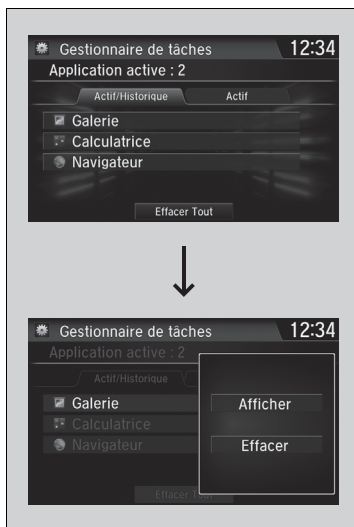 Gestionnaire de tâches 12:34
Application active : 2
Actif/Historique Actif
Galerie
Calculatrice
Navigateur
Effacer Tout
Gestionnaire de tâches 12:34
Application active : 2
Actif/Historique
Galerie
Calculatrice
Navigateur
Afficher
Effacer
Effacer Tout